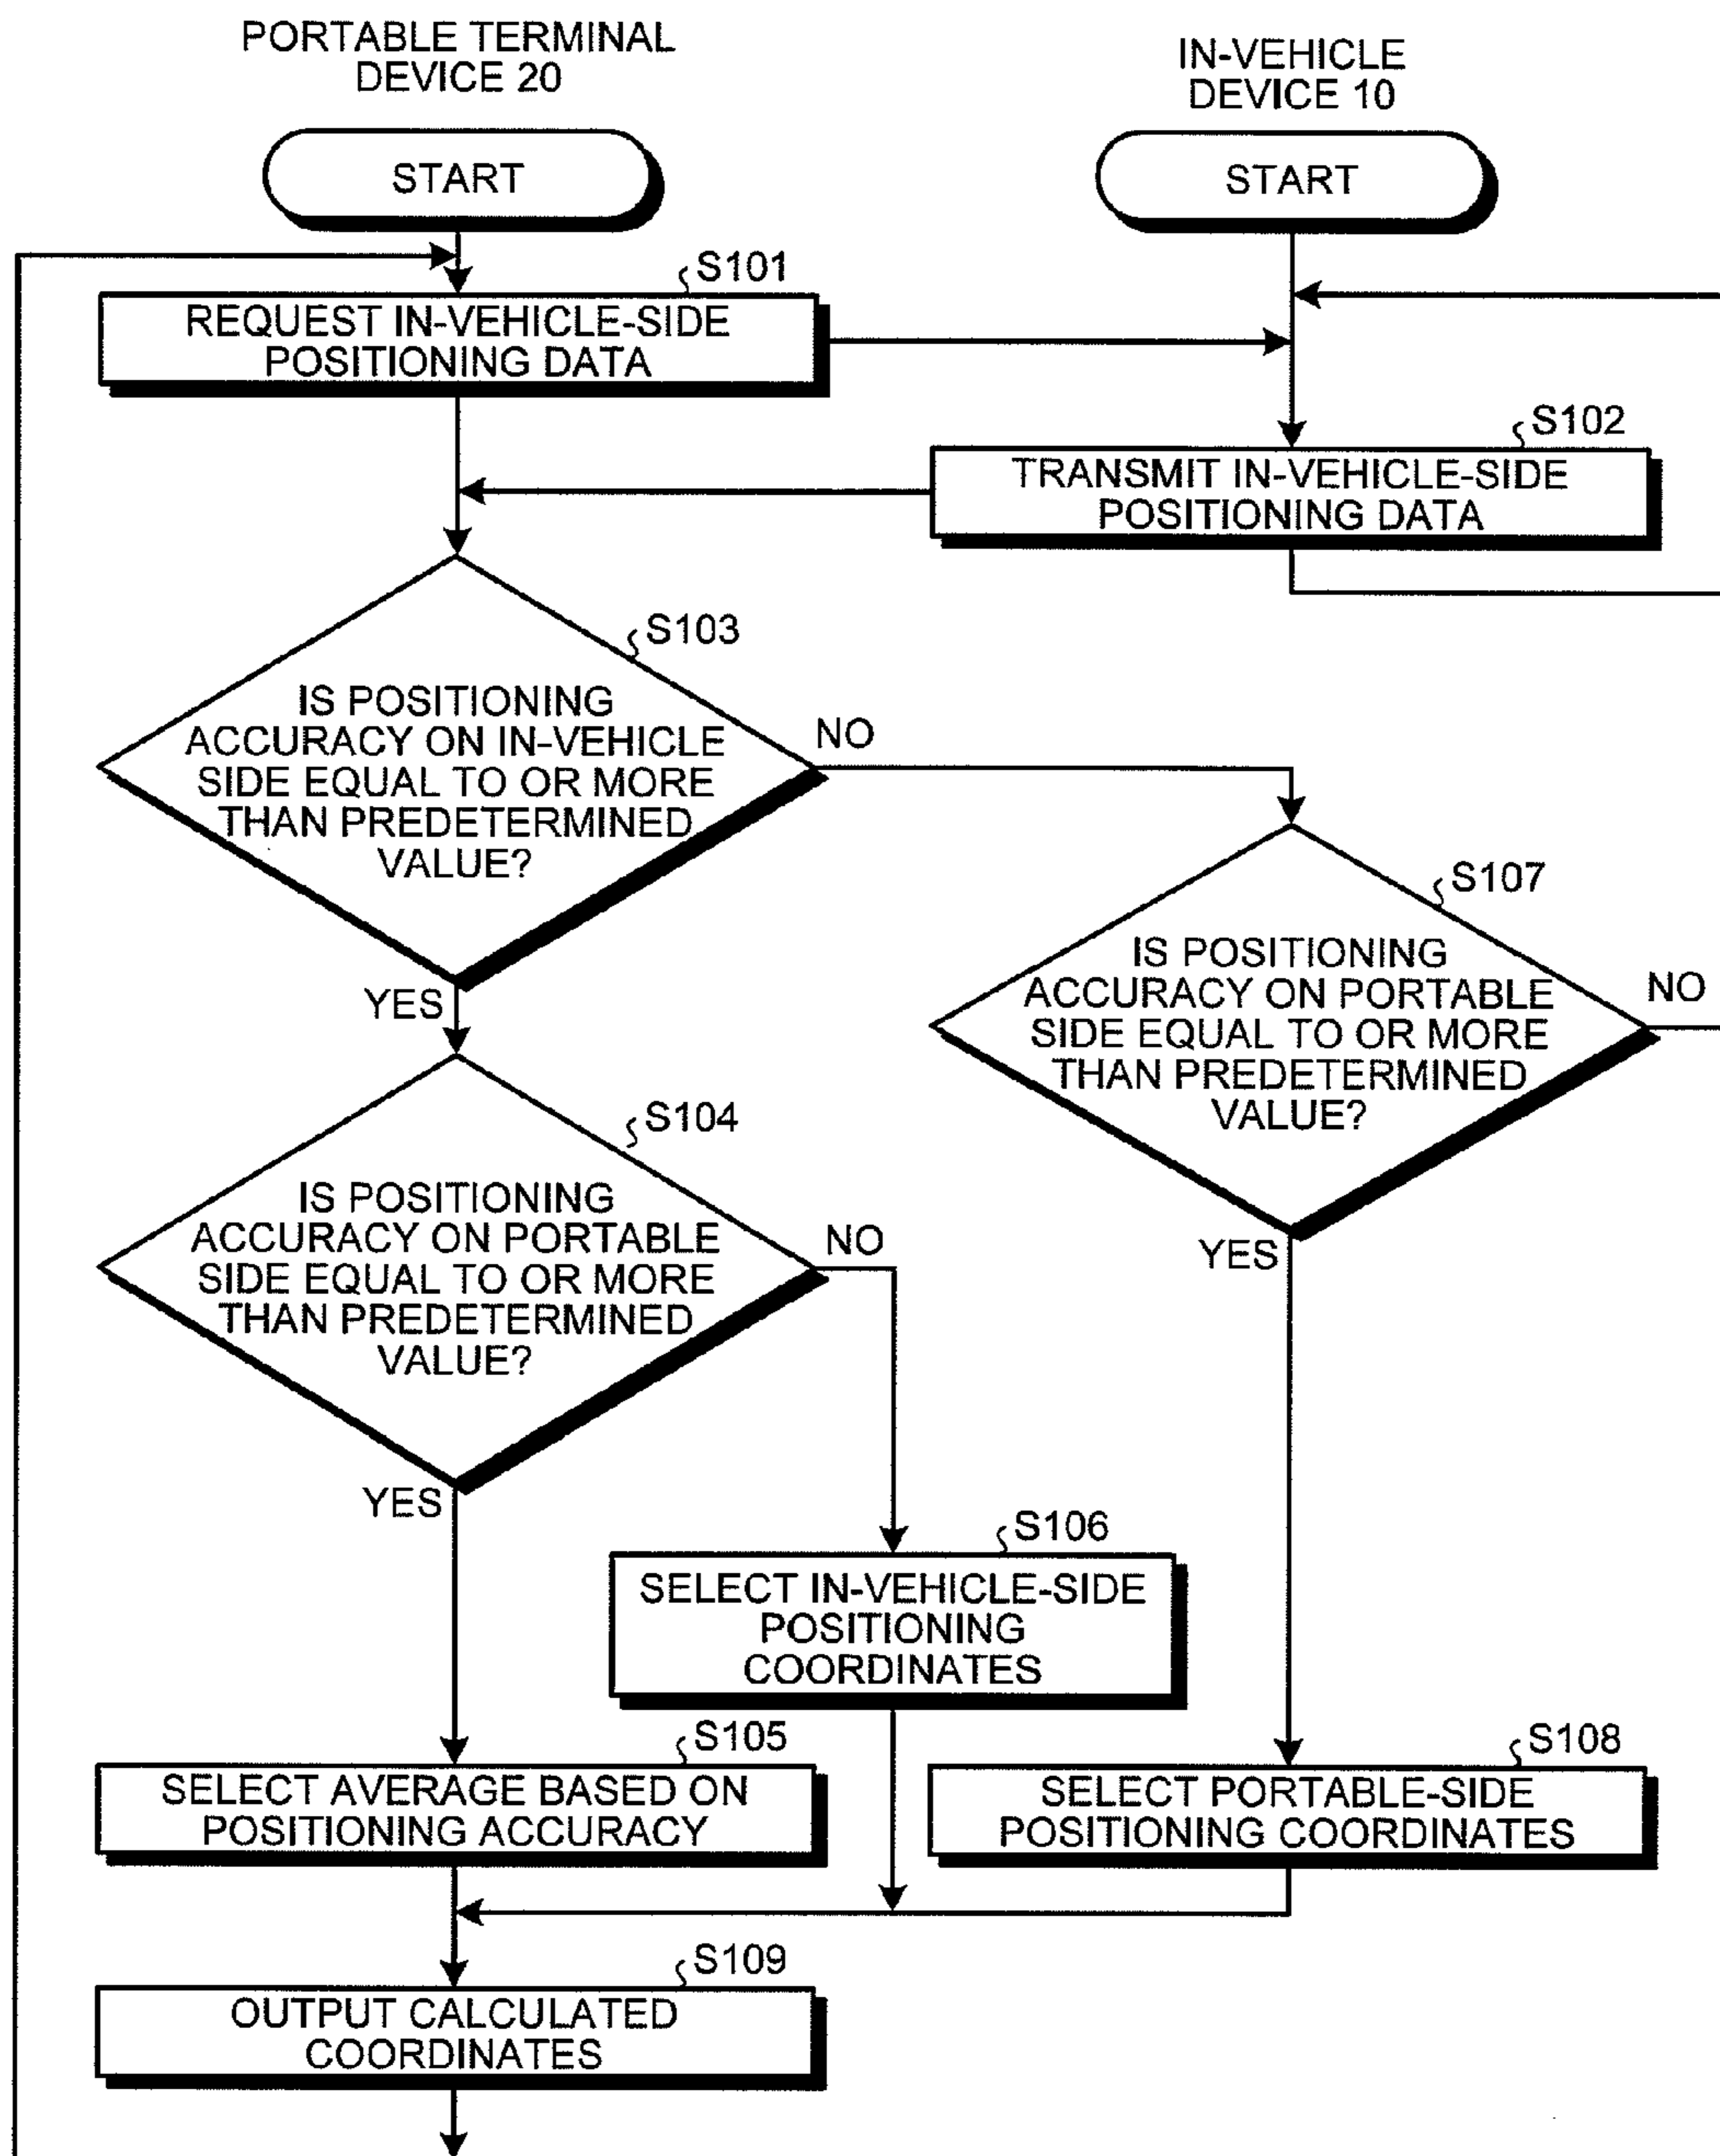 PORTABLE TERMINAL
DEVICE 20
IN-VEHICLE
DEVICE 10
START
START
S101
REQUEST IN-VEHICLE-SIDE
POSITIONING DATA
S102
TRANSMIT IN-VEHICLE-SIDE
POSITIONING DATA
S103
IS POSITIONING
ACCURACY ON IN-VEHICLE
SIDE EQUAL TO OR MORE
THAN PREDETERMINED
VALUE?
NO
YES
S107
IS POSITIONING
ACCURACY ON PORTABLE
SIDE EQUAL TO OR MORE
THAN PREDETERMINED
VALUE?
NO
YES
S104
IS POSITIONING
ACCURACY ON PORTABLE
SIDE EQUAL TO OR MORE
THAN PREDETERMINED
VALUE?
NO
YES
S106
SELECT IN-VEHICLE-SIDE
POSITIONING
COORDINATES
S105
SELECT AVERAGE BASED ON
POSITIONING ACCURACY
S108
SELECT PORTABLE-SIDE
POSITIONING COORDINATES
S109
OUTPUT CALCULATED
COORDINATES